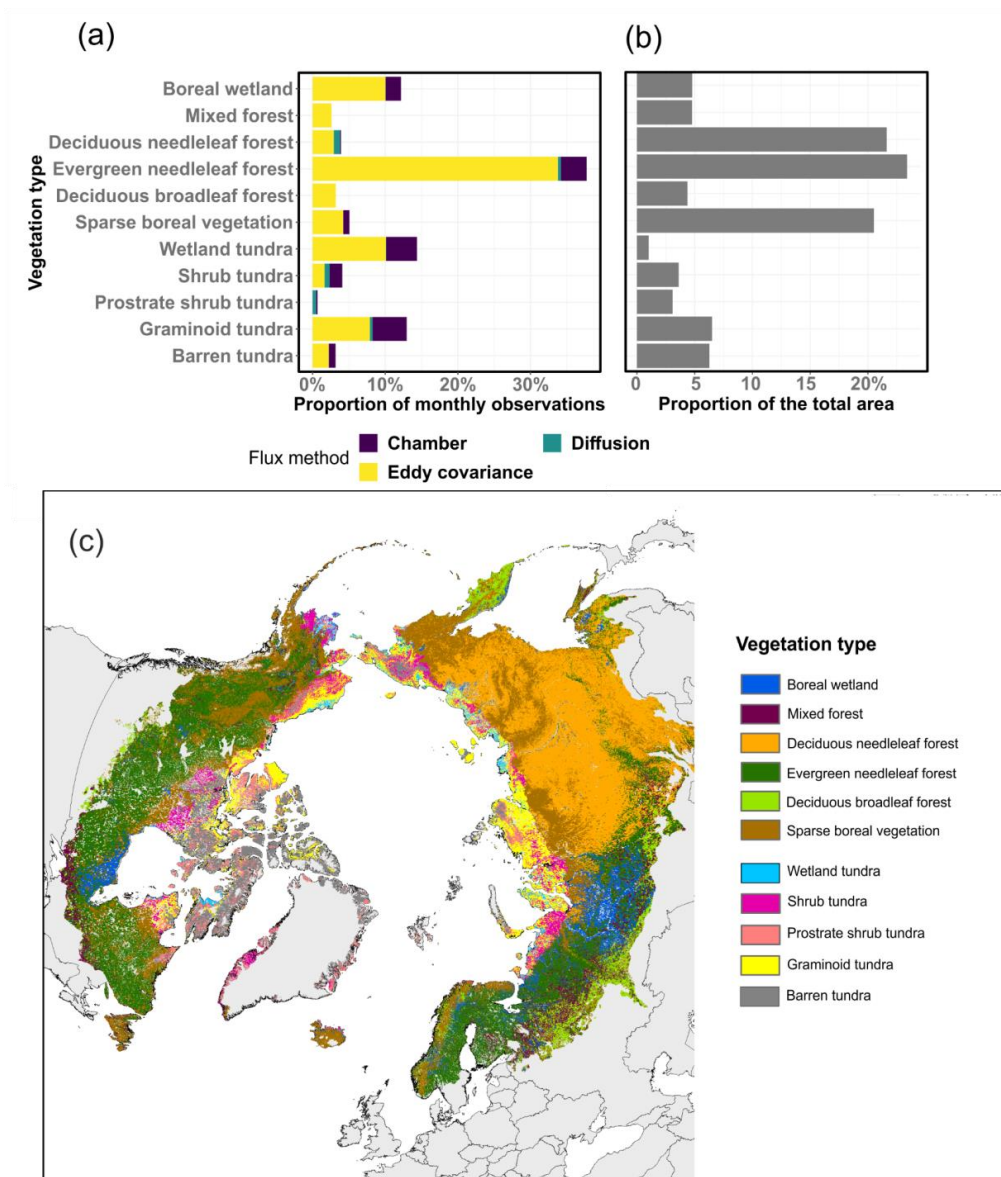 (a)
(b)
Vegetation type
Boreal wetland
Mixed forest
Deciduous needleleaf forest
Evergreen needleleaf forest
Deciduous broadleaf forest
Sparse boreal vegetation
Wetland tundra
Shrub tundra
Prostrate shrub tundra
Graminoid tundra
Barren tundra
0% 10% 20% 30%
Proportion of monthly observations
0 5 10 15 20%
Proportion of the total area
Flux method
Chamber
Diffusion
Eddy covariance
(c)
Vegetation type
Boreal wetland
Mixed forest
Deciduous needleleaf forest
Evergreen needleleaf forest
Deciduous broadleaf forest
Sparse boreal vegetation
Wetland tundra
Shrub tundra
Prostrate shrub tundra
Graminoid tundra
Barren tundra